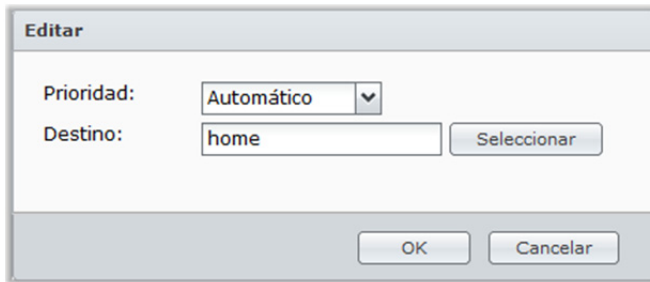 Editar
Prioridad: Automático
Destino: home Seleccionar
OK Cancelar